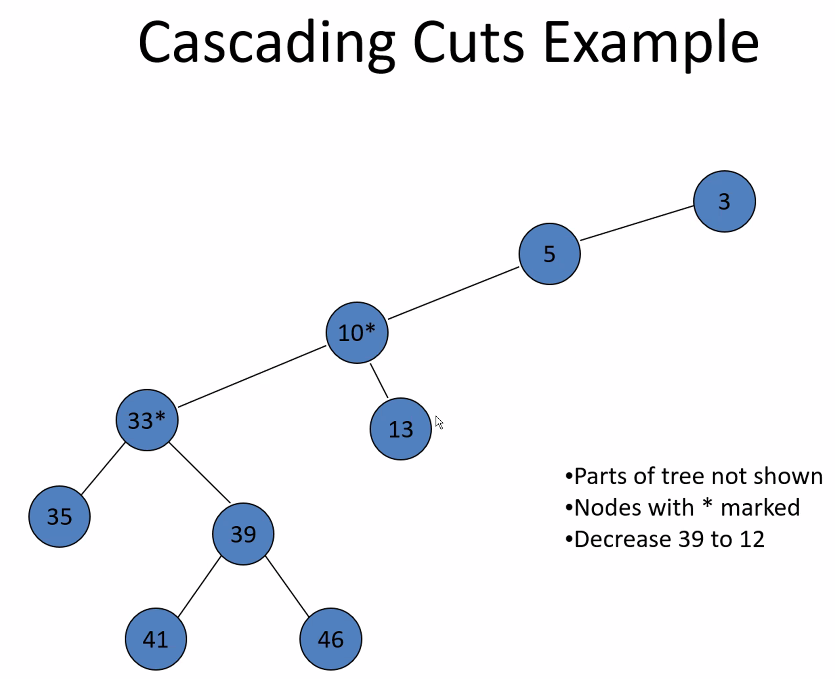 Cascading Cuts Example
3
5
10*
33*
13
35
39
41
46
•Parts of tree not shown
•Nodes with * marked
•Decrease 39 to 12